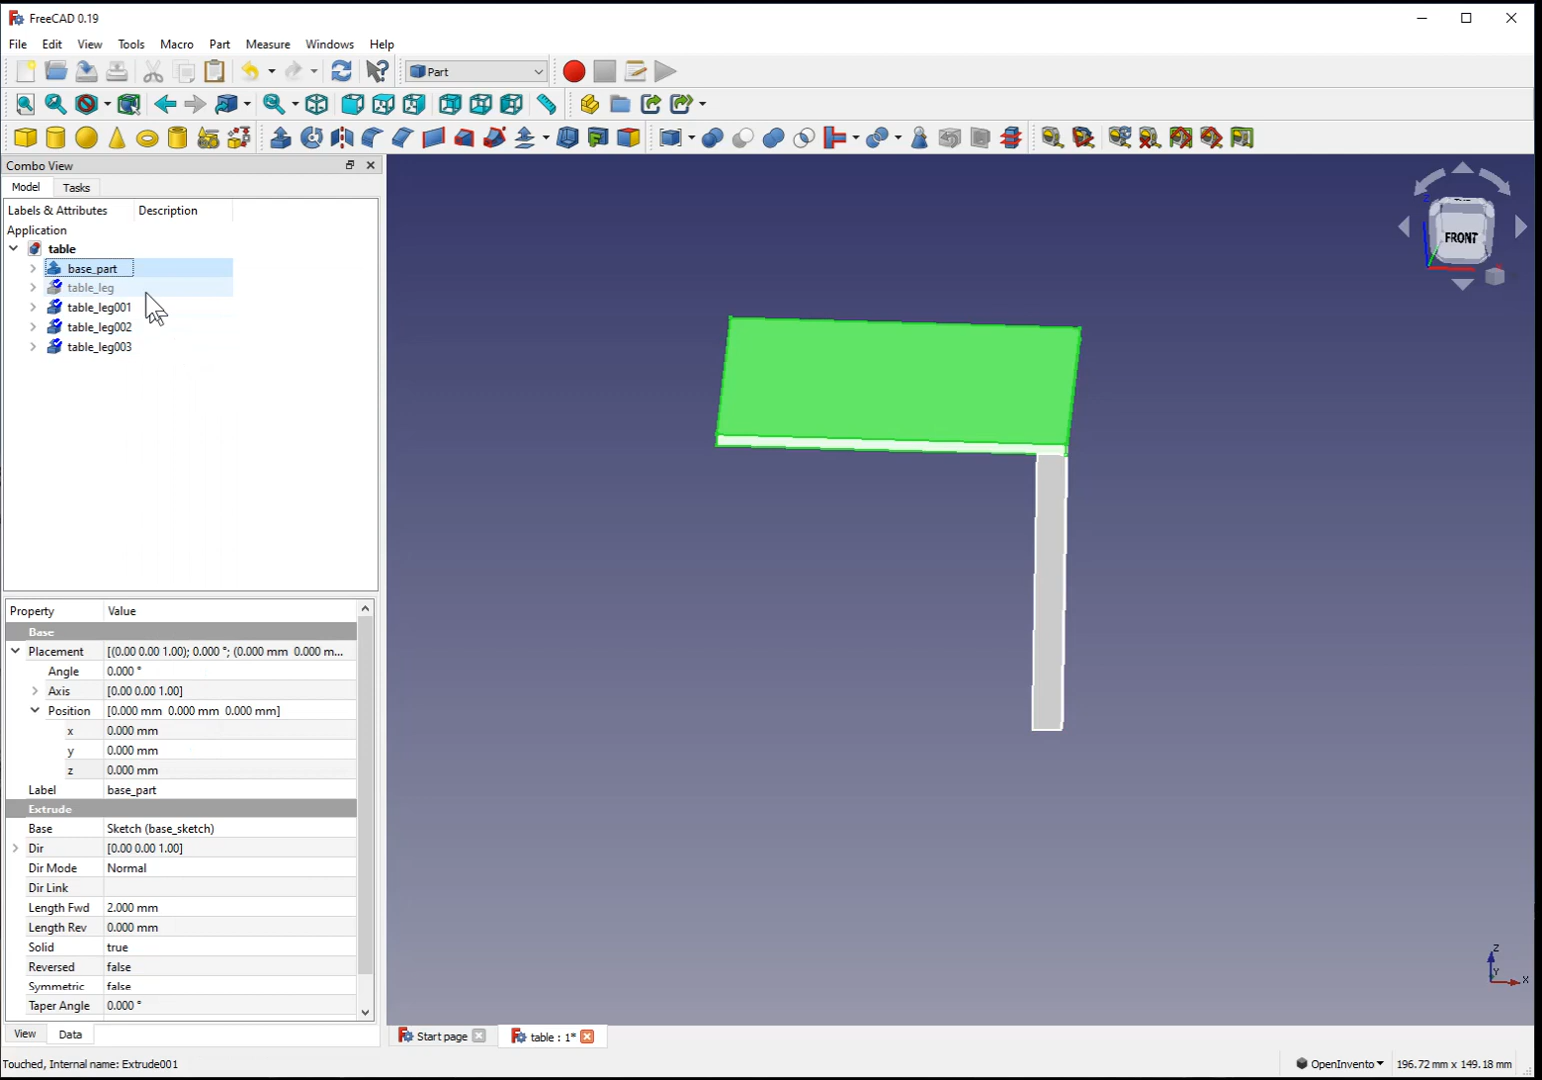 FreeCAD 0.19
File Edit View Tools Macro Part Measure Windows Help
Part
Combo View
Model Tasks
Labels & Attributes Description
Application
table
base_part
table_leg
table_leg001
table_leg002
table_leg003
FRONT
Property Value
Base
Placement [(0.00 0.00 1.00); 0.000 °; (0.000 mm 0.000 m...
Angle 0.000 °
Axis [0.00 0.00 1.00]
Position [0.000 mm 0.000 mm 0.000 mm]
x 0.000 mm
y 0.000 mm
z 0.000 mm
Label base_part
Extrude
Base Sketch (base_sketch)
Dir [0.00 0.00 1.00]
Dir Mode Normal
Dir Link
Length Fwd 2.000 mm
Length Rev 0.000 mm
Solid true
Reversed false
Symmetric false
Taper Angle 0.000 °
Z
Y
X
View Data
Start page table : 1*
Touched, Internal name: Extrude001
OpenInvento 196.72 mm x 149.18 mm